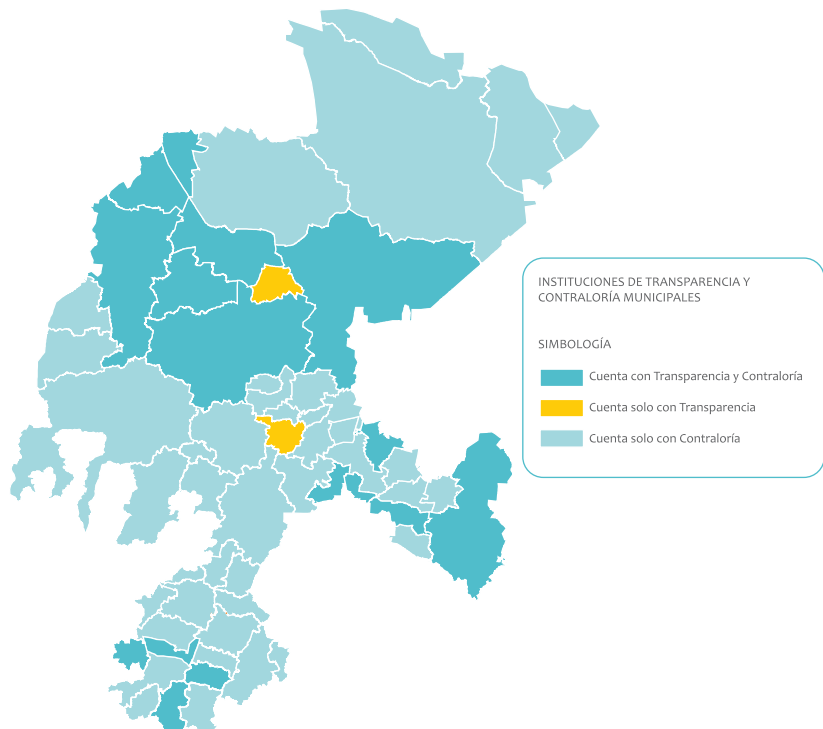 INSTITUCIONES DE TRANSPARENCIA Y
CONTRALORÍA MUNICIPALES
SIMBOLOGÍA
Cuenta con Transparencia y Contraloría
Cuenta solo con Transparencia
Cuenta solo con Contraloría